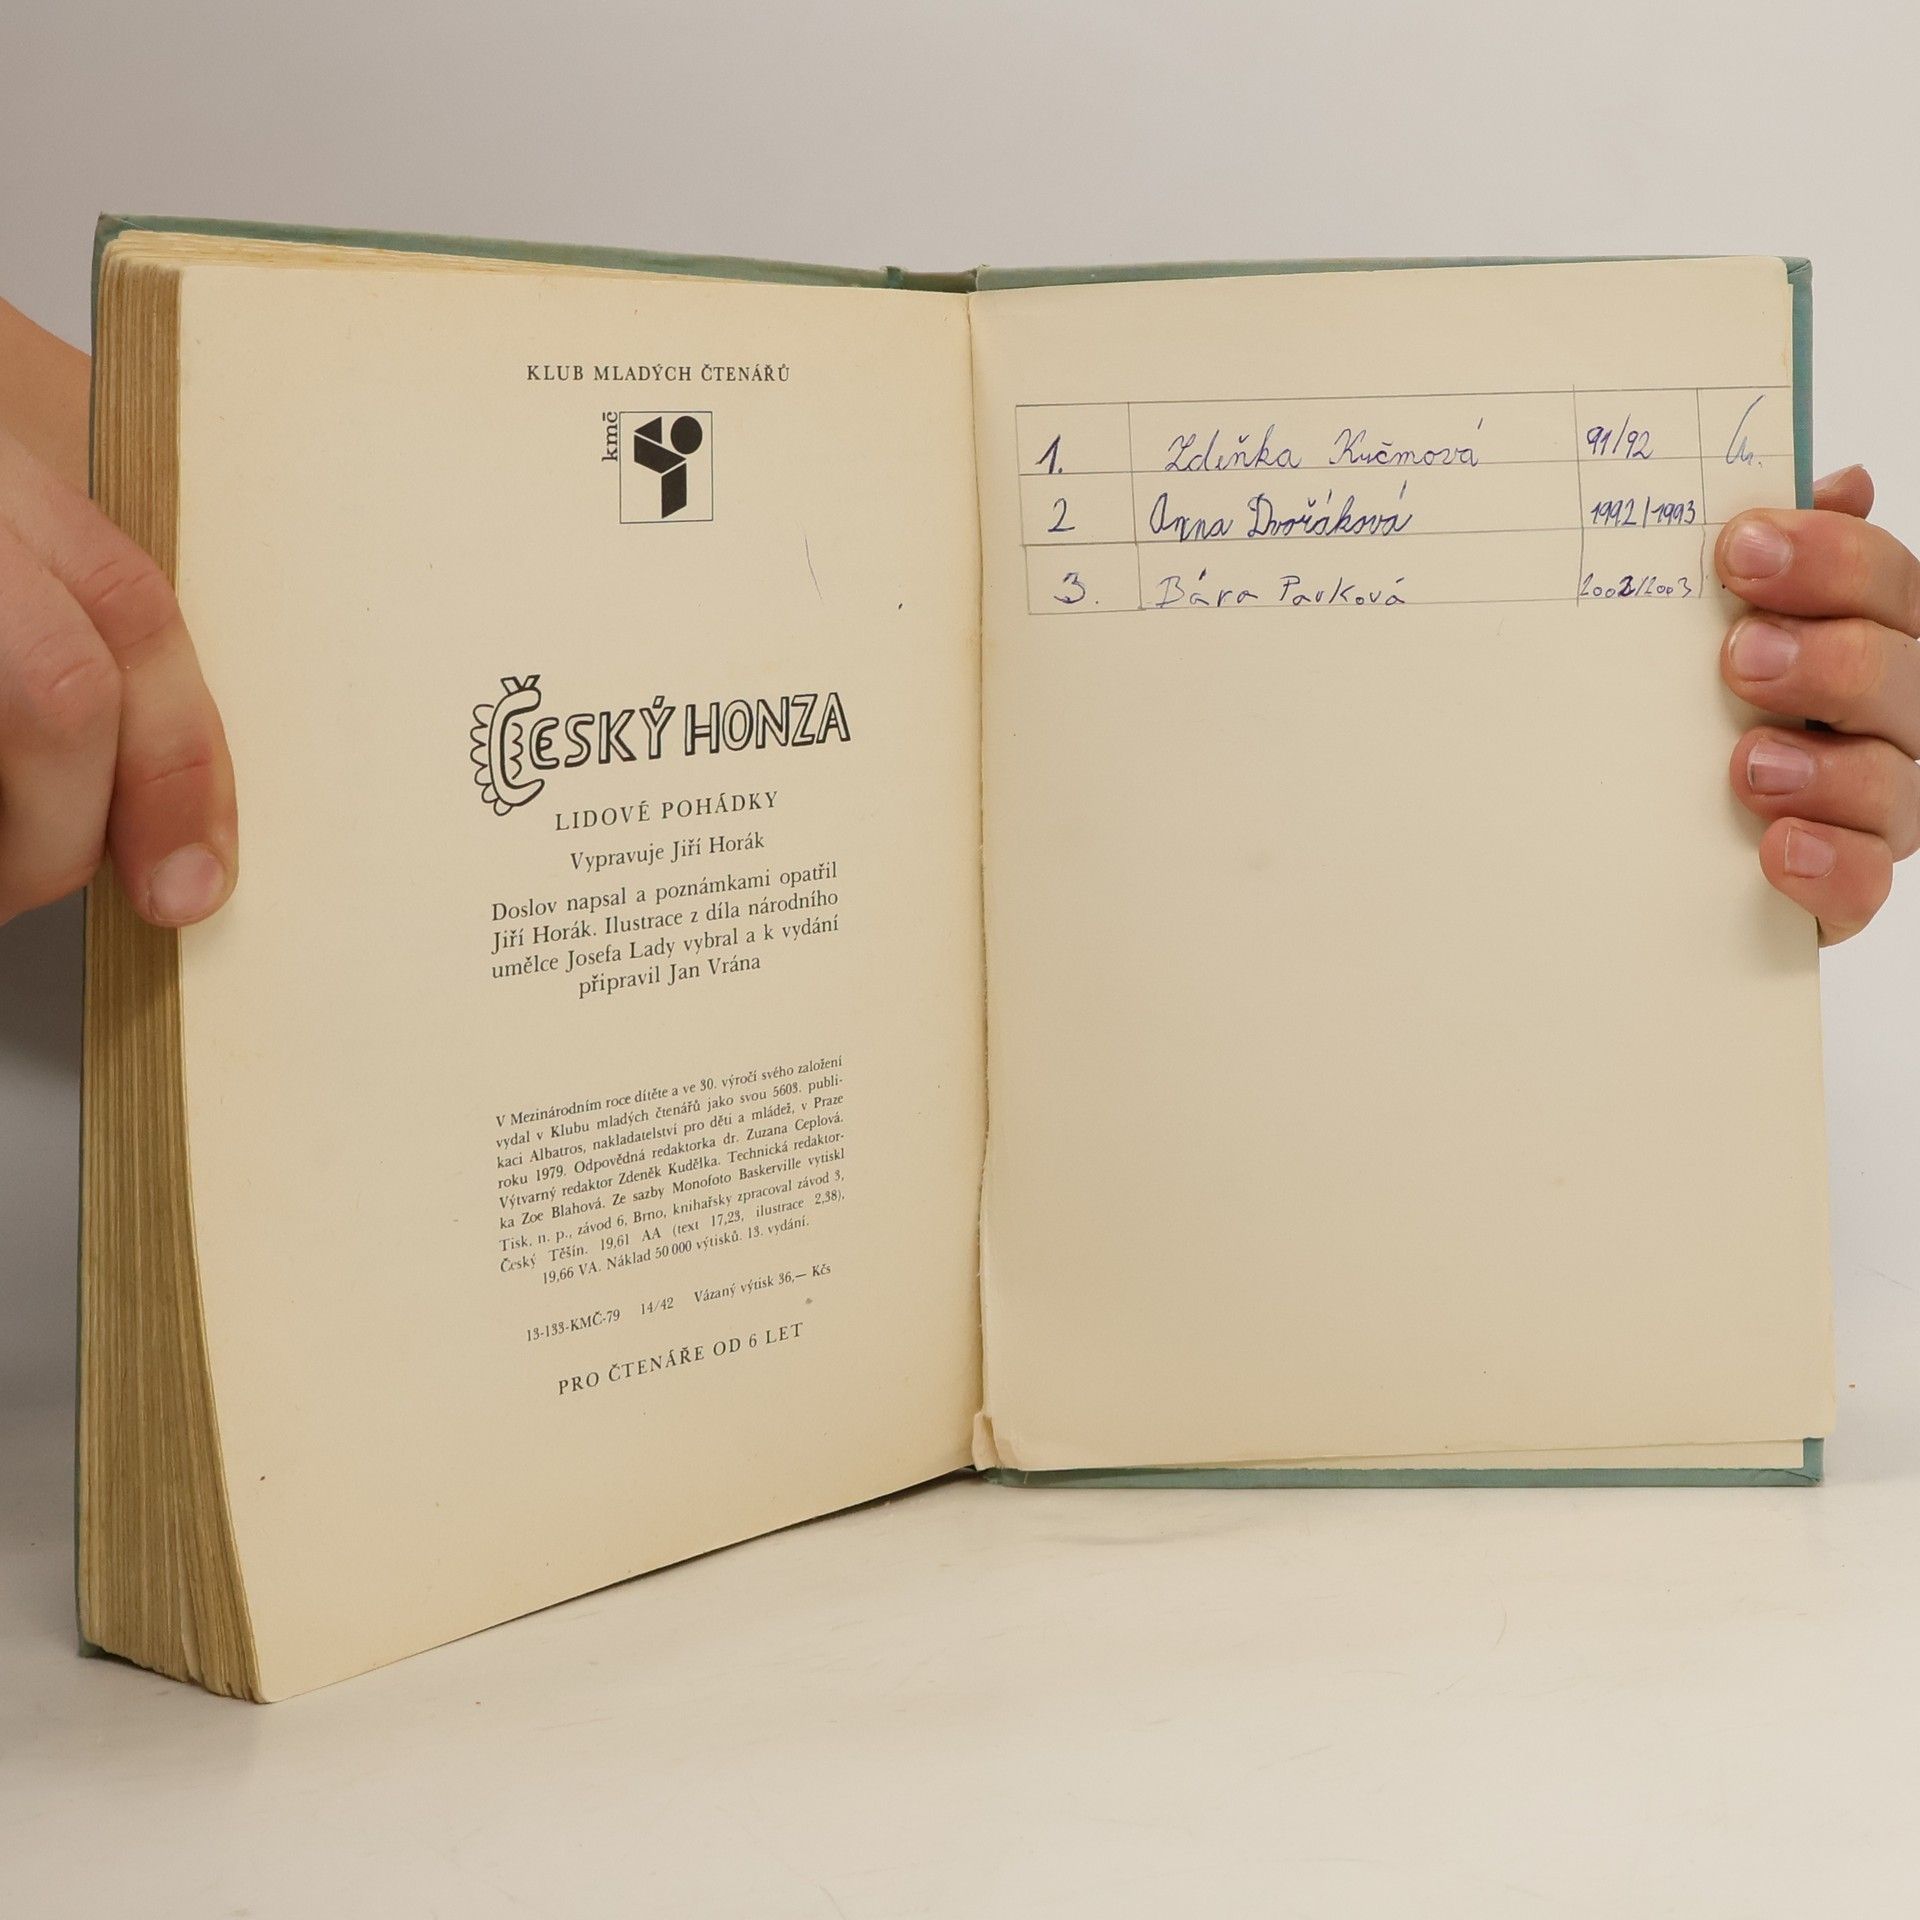 KLUB MLADÝCH ČTENÁŘŮ
kmč
ČESKÝ HONZA
LIDOVÉ POHÁDKY
Vypravuje Jiří Horák
Doslov napsal a poznámkami opatřil
Jiří Horák. Ilustrace z díla národního
umělce Josefa Lady vybral a k vydání
připravil Jan Vrána
V Mezinárodním roce dítěte a ve 30. výročí svého založení
vydal v Klubu mladých čtenářů jako svou 5603. publi-
kaci Albatros, nakladatelství pro děti a mládež, v Praze
roku 1979. Odpovědná redaktorka dr. Zuzana Ceplová.
Výtvarný redaktor Zdeněk Kudělka. Technická redaktor-
ka Zoe Blahová. Ze sazby Monofoto Baskerville vytiskl
Tisk, n. p., závod 6, Brno, knihařsky zpracoval závod 3,
Český Těšín. 19,61 AA (text 17,23, ilustrace 2,38),
19,66 VA. Náklad 50 000 výtisků. 13. vydání.
13-133-KMČ-79 14/42 Vázaný výtisk 36,— Kčs
PRO ČTENÁŘE OD 6 LET
1. Zdeňka Kučmová 91/92
2 Anna Dvořáková 1992/1993
3. Bára Pavková 2002/2003